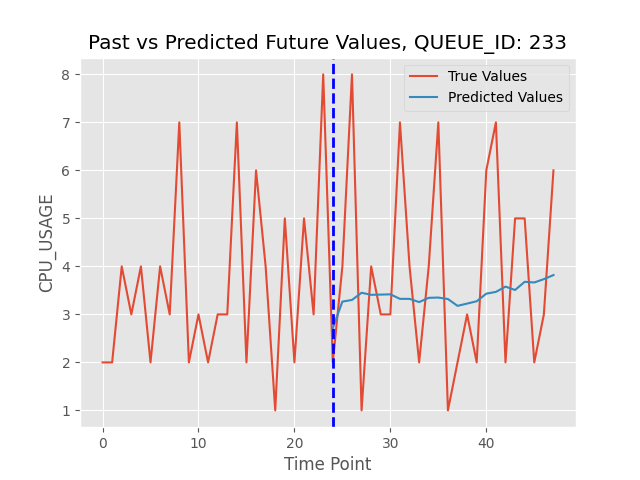 Past vs Predicted Future Values, QUEUE_ID: 233
True Values
Predicted Values
8
7
6
5
4
3
2
1
CPU_USAGE
0 10 20 30 40
Time Point